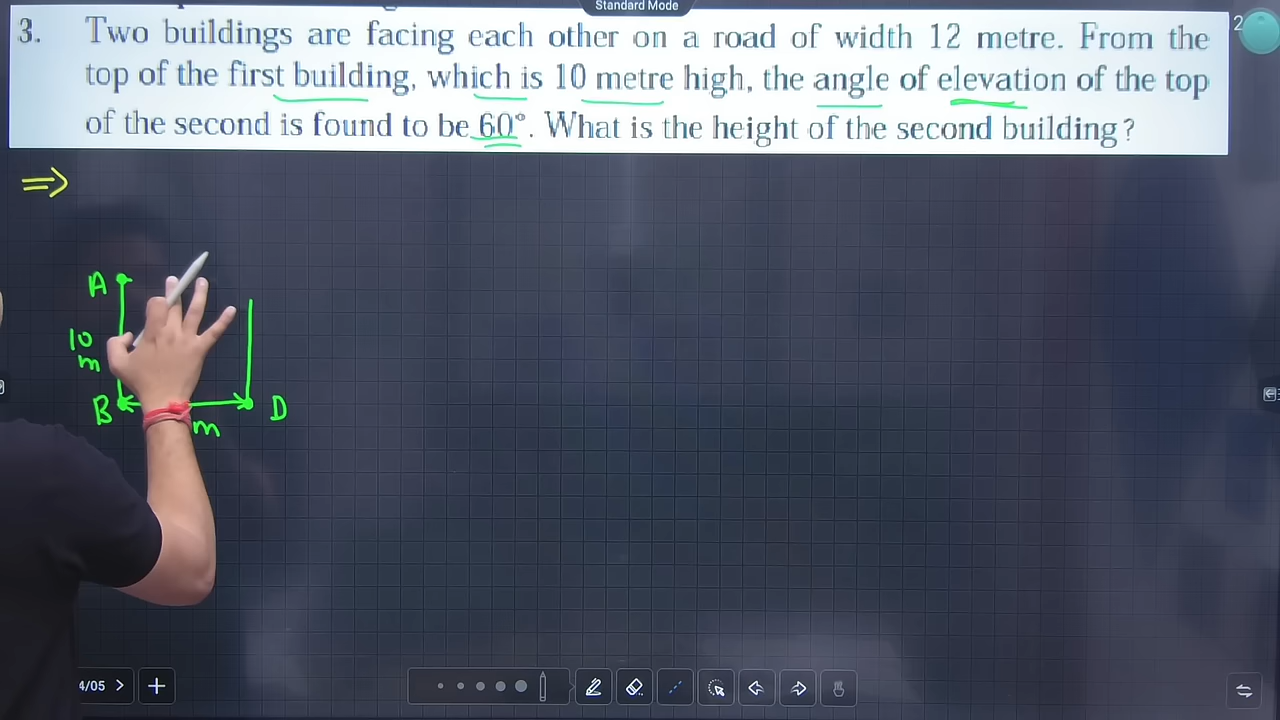 Standard Mode
2
3. Two buildings are facing each other on a road of width 12 metre. From the
top of the first building, which is 10 metre high, the angle of elevation of the top
of the second is found to be 60°. What is the height of the second building?
⇒
A
10
m
B
D
m
4/05